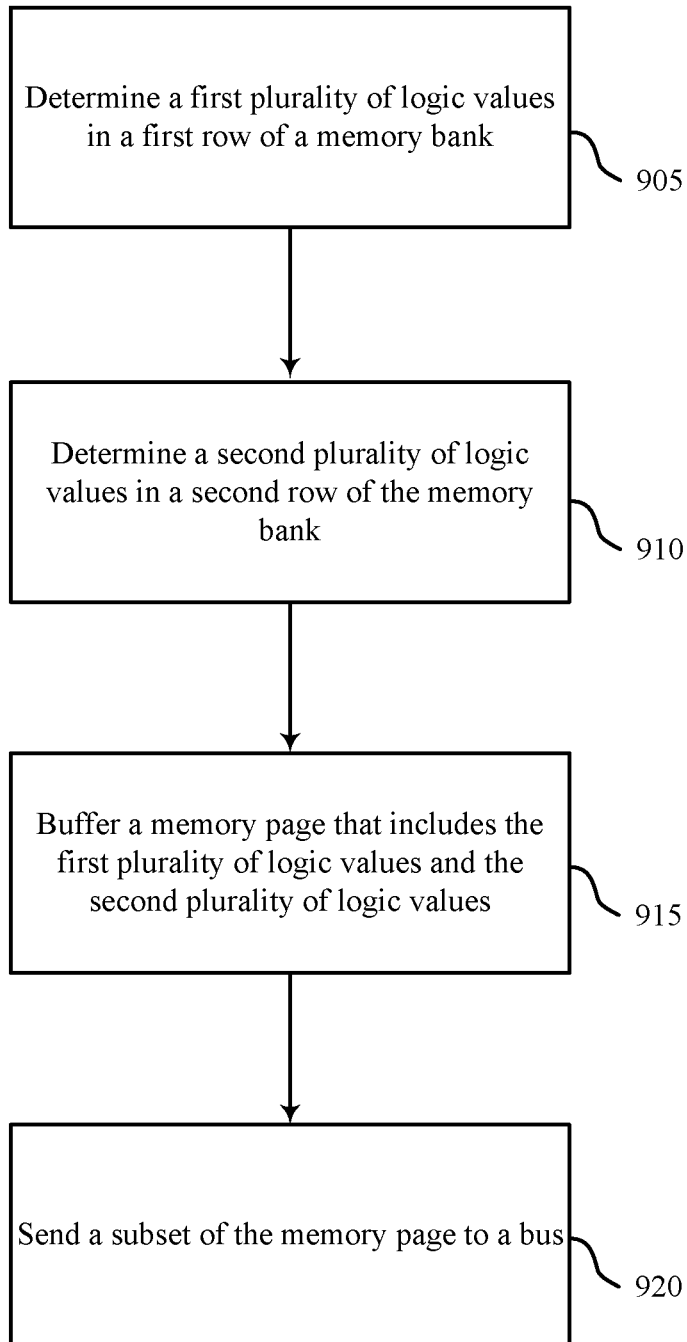 Determine a first plurality of logic values
in a first row of a memory bank
905
Determine a second plurality of logic
values in a second row of the memory
bank
910
Buffer a memory page that includes the
first plurality of logic values and the
second plurality of logic values
915
Send a subset of the memory page to a bus
920